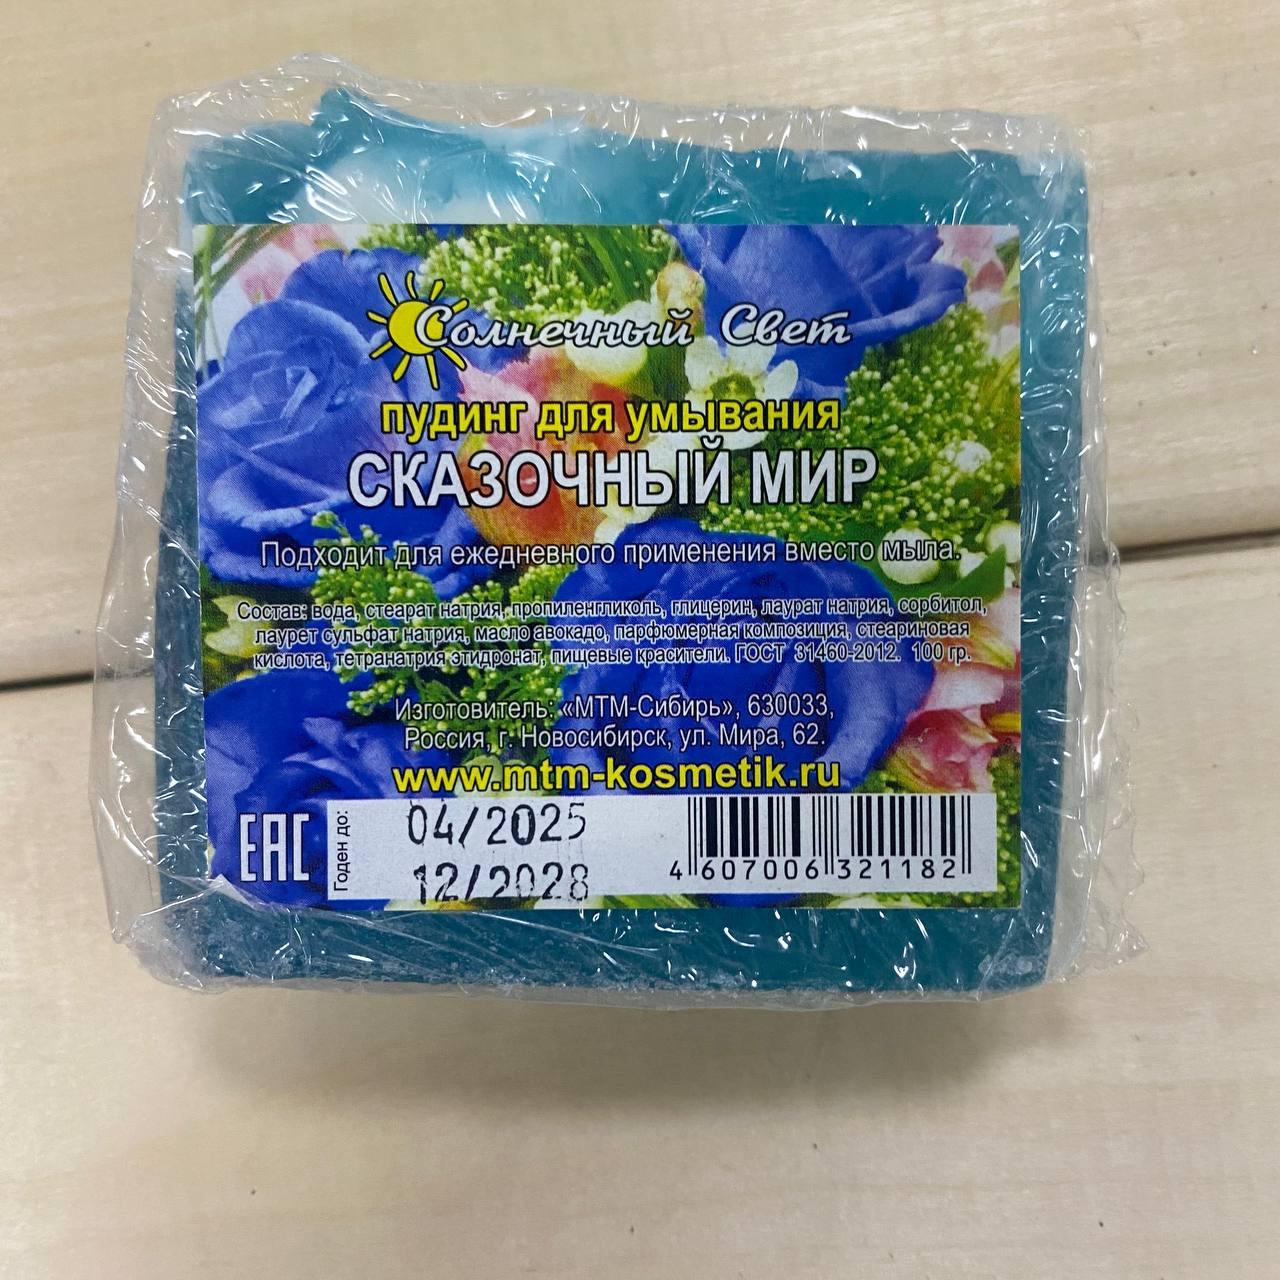 Солнечный Свет
пудинг для умывания
СКАЗОЧНЫЙ МИР
Подходит для ежедневного применения вместо мыла.
Состав: вода, стеарат натрия, пропиленгликоль, глицерин, лаурат натрия, сорбитол,
лаурет сульфат натрия, масло авокадо, парфюмерная композиция, стеариновая
кислота, тетранатрия этидронат, пищевые красители. ГОСТ 31460-2012. 100 гр.
Изготовитель: «МТМ-Сибирь», 630033,
Россия, г. Новосибирск, ул. Мира, 62.
www.mtm-kosmetik.ru
EAC
Годен до:
04/2025
12/2028
4 607006 321182